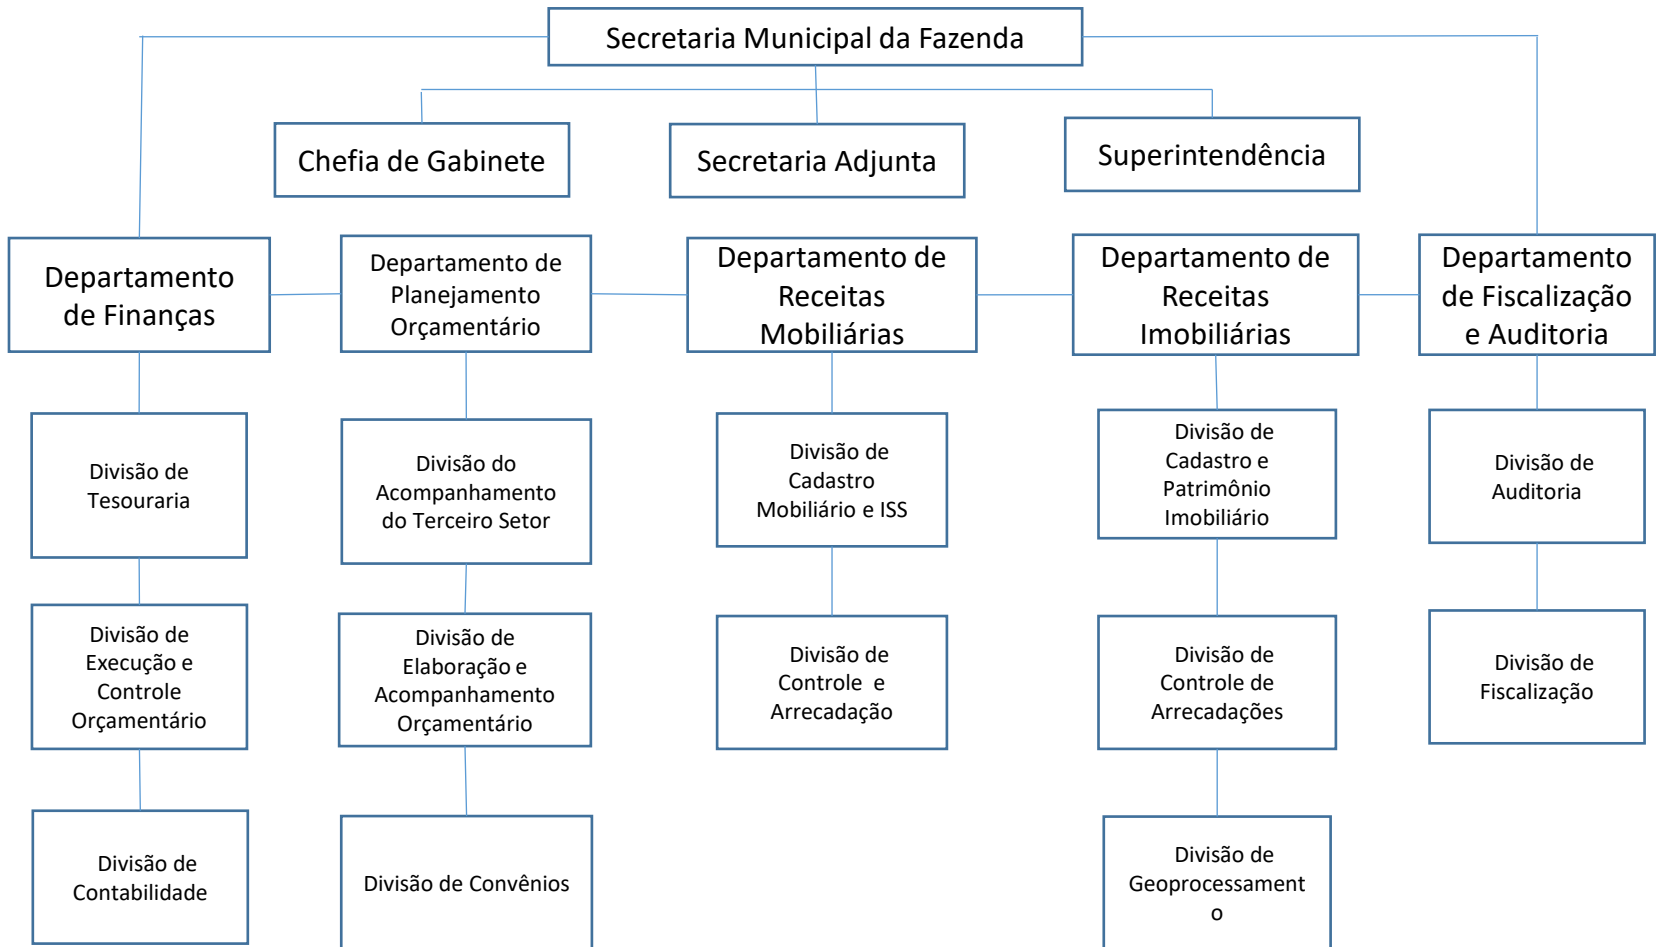 Secretaria Municipal da Fazenda
Chefia de Gabinete
Secretaria Adjunta
Superintendência
Departamento
de Finanças
Departamento de
Planejamento
Orçamentário
Departamento de
Receitas
Mobiliárias
Departamento de
Receitas
Imobiliárias
Departamento
de Fiscalização
e Auditoria
Divisão de
Tesouraria
Divisão do
Acompanhamento
do Terceiro Setor
Divisão de
Cadastro
Mobiliário e ISS
Divisão de
Cadastro e
Patrimônio
Imobiliário
Divisão de
Auditoria
Divisão de
Execução e
Controle
Orçamentário
Divisão de
Elaboração e
Acompanhamento
Orçamentário
Divisão de
Controle e
Arrecadação
Divisão de
Controle de
Arrecadações
Divisão de
Fiscalização
Divisão de
Contabilidade
Divisão de Convênios
Divisão de
Geoprocessament
o